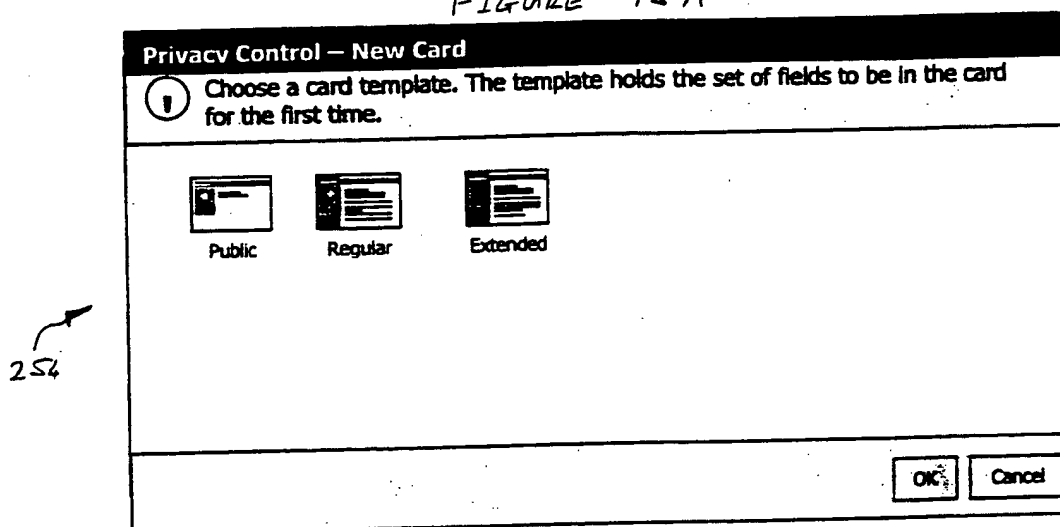 FIGURE
Privacy Control – New Card
Choose a card template. The template holds the set of fields to be in the card
for the first time.
Public Regular Extended
254
OK Cancel